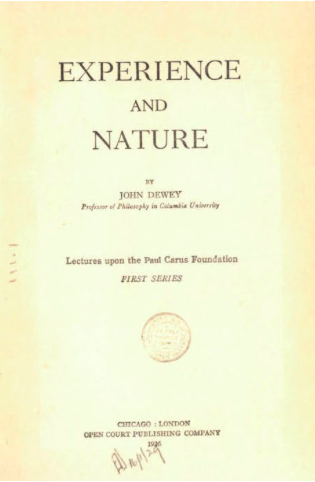 EXPERIENCE
AND
NATURE
BY
JOHN DEWEY
Professor of Philosophy in Columbia University
Lectures upon the Paul Carus Foundation
FIRST SERIES
CHICAGO : LONDON
OPEN COURT PUBLISHING COMPANY